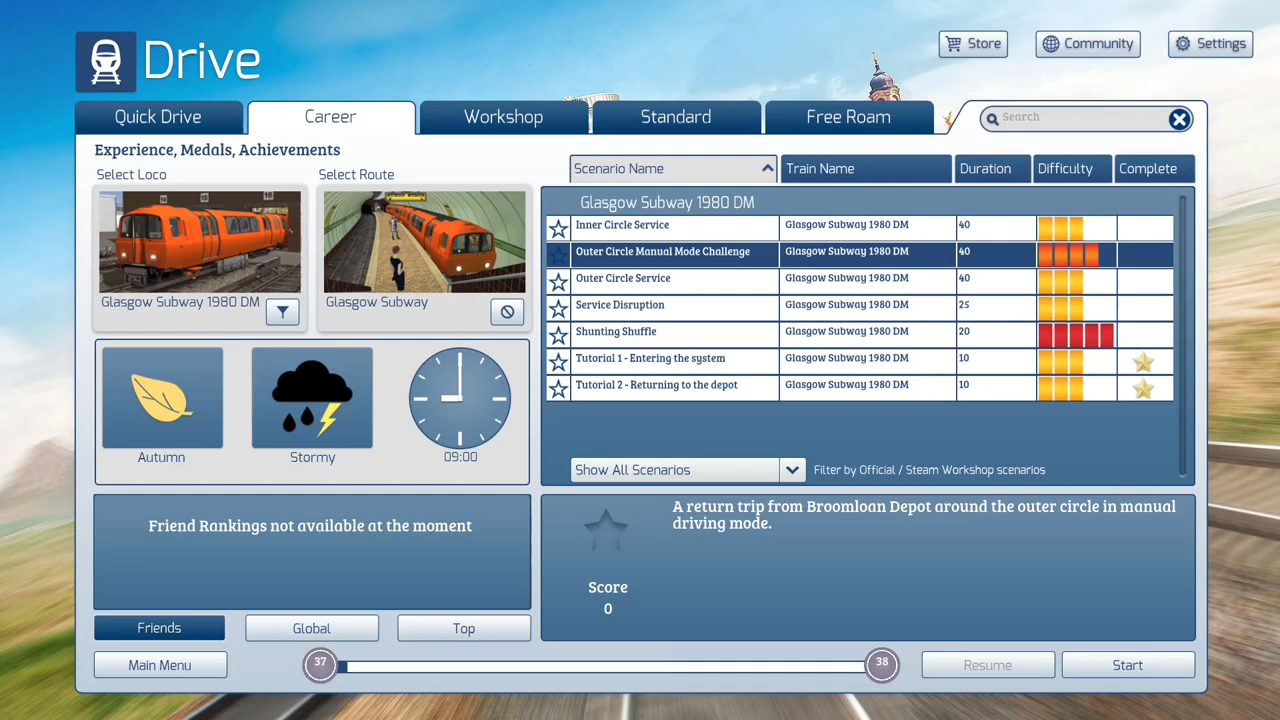 Drive
Store
Community
Settings
Quick Drive
Career
Workshop
Standard
Free Roam
Search
Experience, Medals, Achievements
Select Loco
Select Route
Glasgow Subway 1980 DM
Glasgow Subway
Scenario Name
Train Name
Duration
Difficulty
Complete
Glasgow Subway 1980 DM
Inner Circle Service Glasgow Subway 1980 DM 40
Outer Circle Manual Mode Challenge Glasgow Subway 1980 DM 40
Outer Circle Service Glasgow Subway 1980 DM 40
Service Disruption Glasgow Subway 1980 DM 25
Shunting Shuffle Glasgow Subway 1980 DM 20
Tutorial 1 - Entering the system Glasgow Subway 1980 DM 10
Tutorial 2 - Returning to the depot Glasgow Subway 1980 DM 10
Autumn
Stormy
09:00
Show All Scenarios
Filter by Official / Steam Workshop scenarios
Friend Rankings not available at the moment
A return trip from Broomloan Depot around the outer circle in manual
driving mode.
Score
0
Friends
Global
Top
Main Menu
37
38
Resume
Start